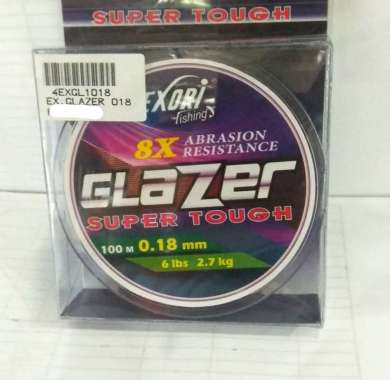 SUPER TOUGH
4EXGL1018
EX.GLAZER 018
EXORI
fishing
8X ABRASION
RESISTANCE
GLAZER
SUPER TOUGH
100 M 0.18 mm
6 lbs 2.7 kg